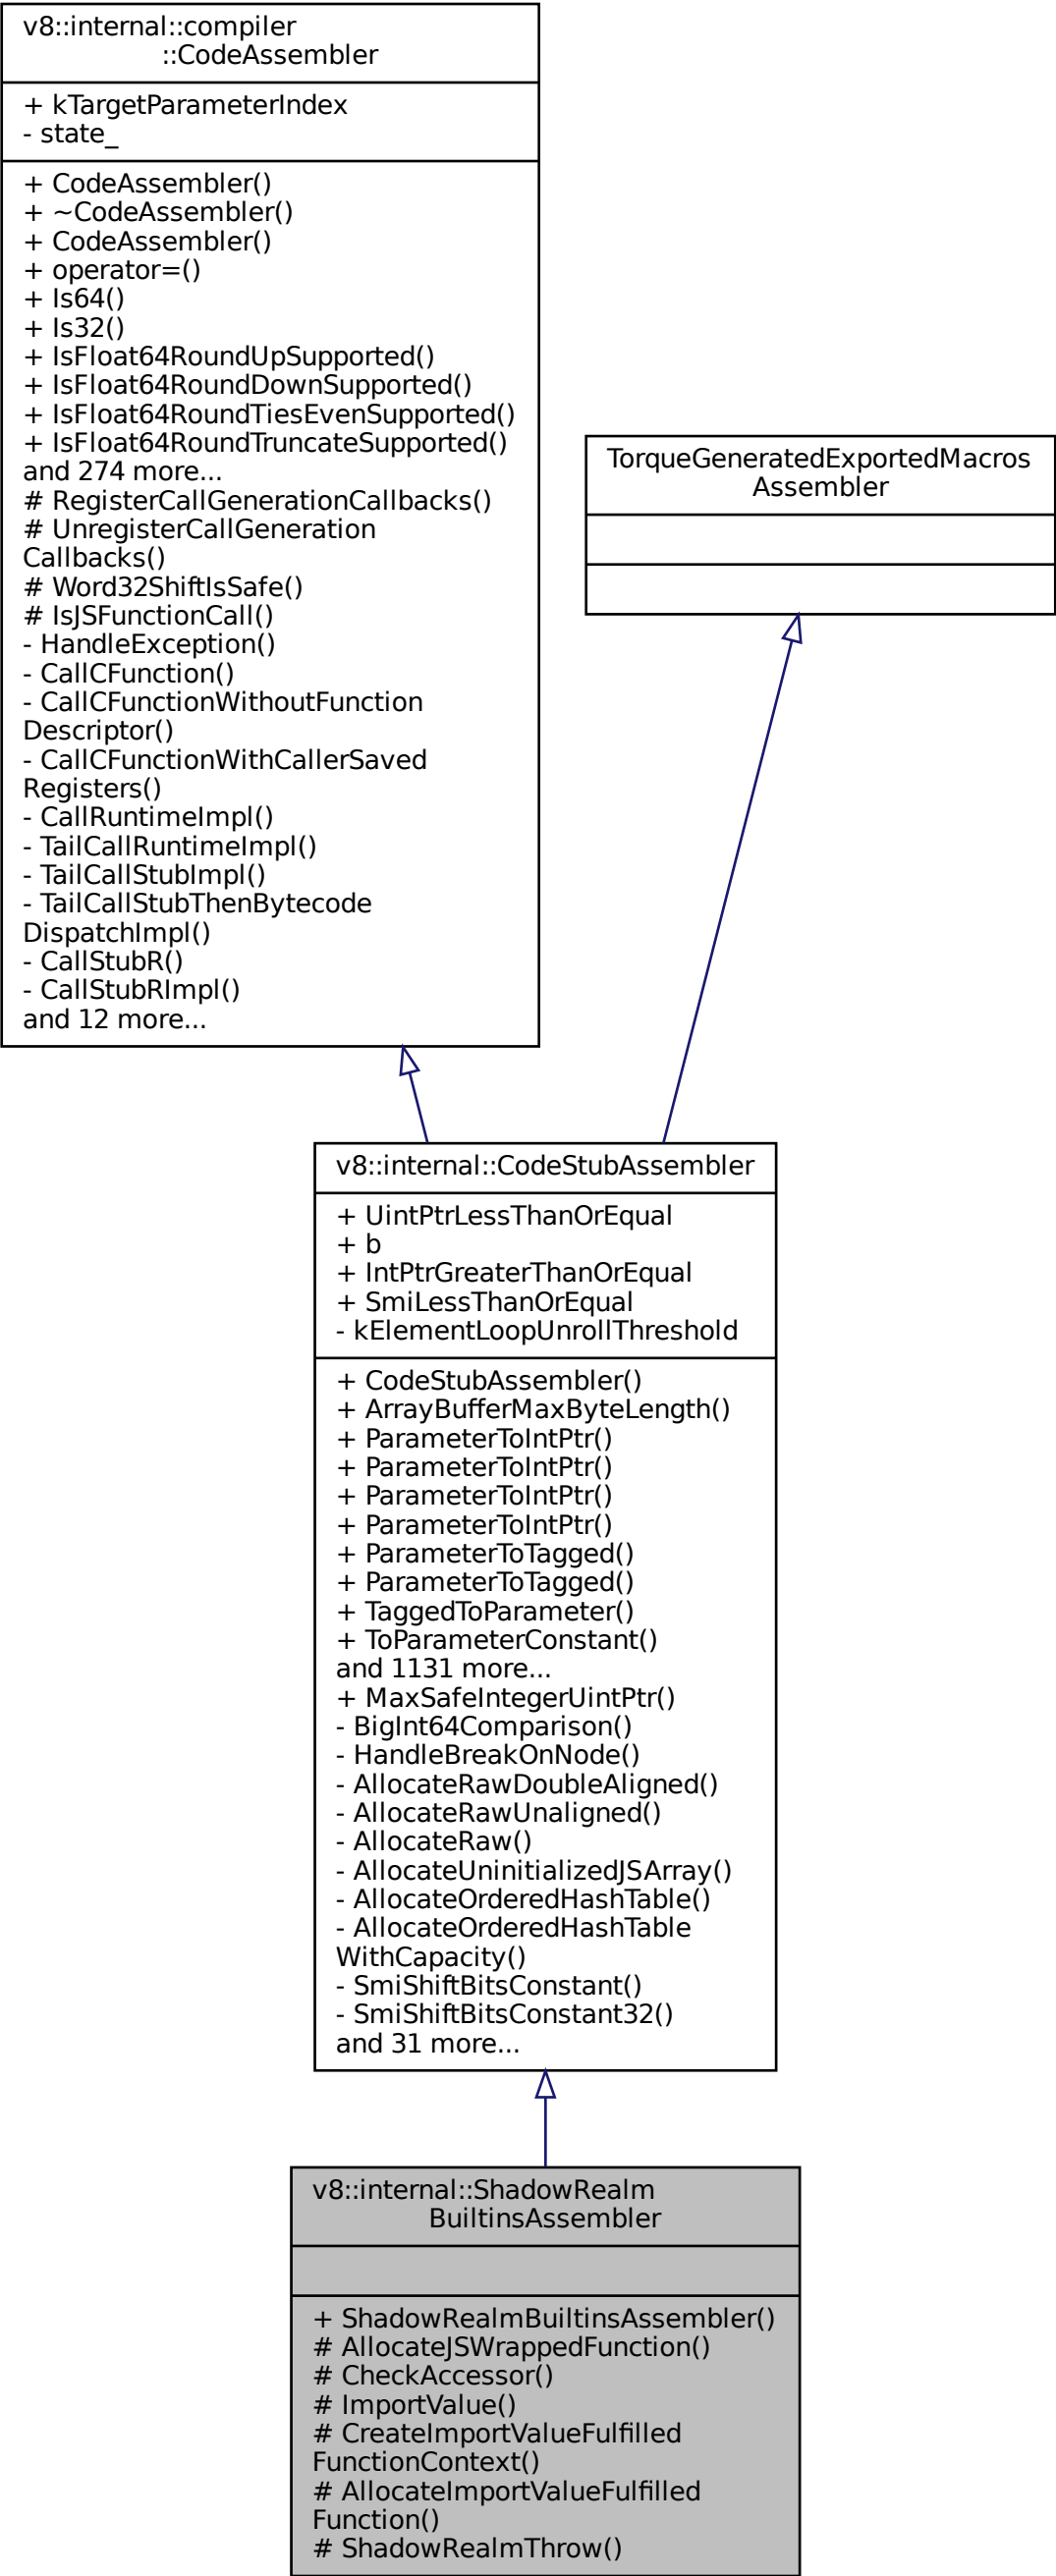 v8::internal::compiler
::CodeAssembler
+ kTargetParameterIndex
- state_
+ CodeAssembler()
+ ~CodeAssembler()
+ CodeAssembler()
+ operator=()
+ Is64()
+ Is32()
+ IsFloat64RoundUpSupported()
+ IsFloat64RoundDownSupported()
+ IsFloat64RoundTiesEvenSupported()
+ IsFloat64RoundTruncateSupported()
and 274 more...
# RegisterCallGenerationCallbacks()
# UnregisterCallGeneration
Callbacks()
# Word32ShiftIsSafe()
# IsJSFunctionCall()
- HandleException()
- CallCFunction()
- CallCFunctionWithoutFunction
Descriptor()
- CallCFunctionWithCallerSaved
Registers()
- CallRuntimeImpl()
- TailCallRuntimeImpl()
- TailCallStubImpl()
- TailCallStubThenBytecode
DispatchImpl()
- CallStubR()
- CallStubRImpl()
and 12 more...
TorqueGeneratedExportedMacros
Assembler
v8::internal::CodeStubAssembler
+ UintPtrLessThanOrEqual
+ b
+ IntPtrGreaterThanOrEqual
+ SmiLessThanOrEqual
- kElementLoopUnrollThreshold
+ CodeStubAssembler()
+ ArrayBufferMaxByteLength()
+ ParameterToIntPtr()
+ ParameterToIntPtr()
+ ParameterToIntPtr()
+ ParameterToIntPtr()
+ ParameterToTagged()
+ ParameterToTagged()
+ TaggedToParameter()
+ ToParameterConstant()
and 1131 more...
+ MaxSafeIntegerUintPtr()
- BigInt64Comparison()
- HandleBreakOnNode()
- AllocateRawDoubleAligned()
- AllocateRawUnaligned()
- AllocateRaw()
- AllocateUninitializedJSArray()
- AllocateOrderedHashTable()
- AllocateOrderedHashTable
WithCapacity()
- SmiShiftBitsConstant()
- SmiShiftBitsConstant32()
and 31 more...
v8::internal::ShadowRealm
BuiltinsAssembler
+ ShadowRealmBuiltinsAssembler()
# AllocateJSWrappedFunction()
# CheckAccessor()
# ImportValue()
# CreateImportValueFulfilled
FunctionContext()
# AllocateImportValueFulfilled
Function()
# ShadowRealmThrow()